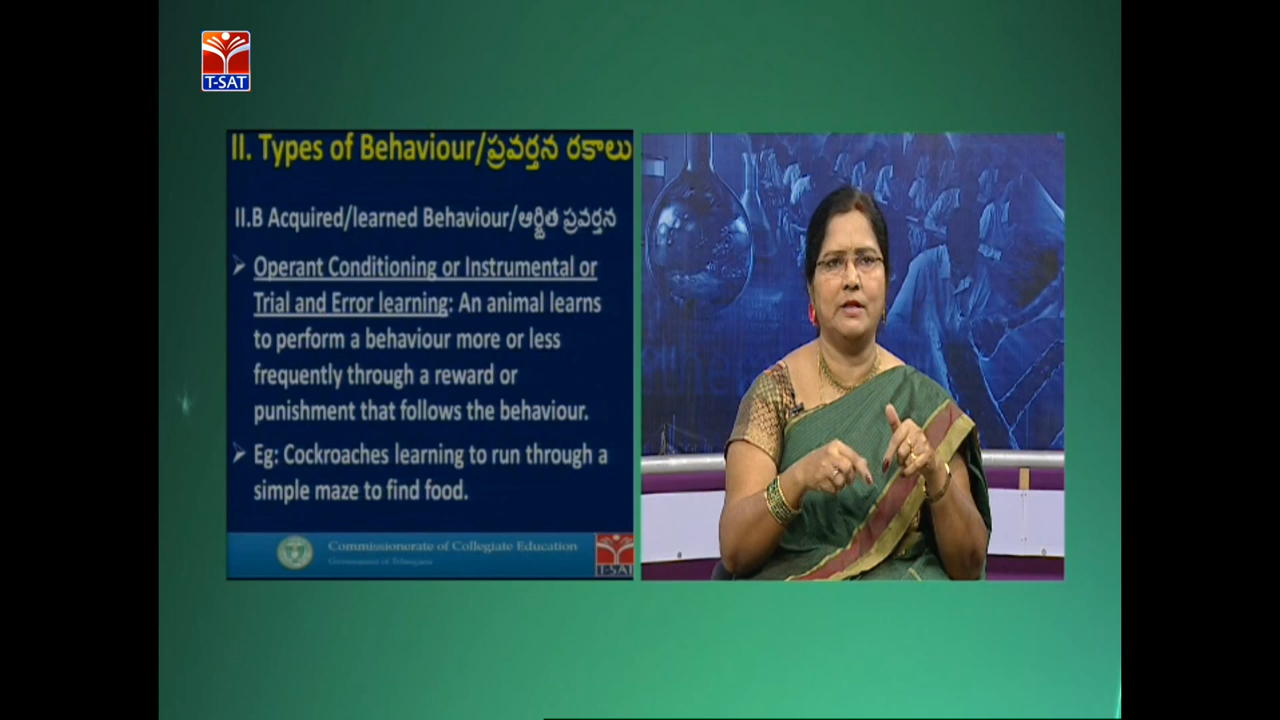 T-SAT
II. Types of Behaviour/ప్రవర్తన రకాలు
II.B Acquired/learned Behaviour/ఆర్జిత ప్రవర్తన
Operant Conditioning or Instrumental or
Trial and Error learning: An animal learns
to perform a behaviour more or less
frequently through a reward or
punishment that follows the behaviour.
Eg: Cockroaches learning to run through a
simple maze to find food.
Commissionerate of Collegiate Education
Government of Telangana
T-SAT